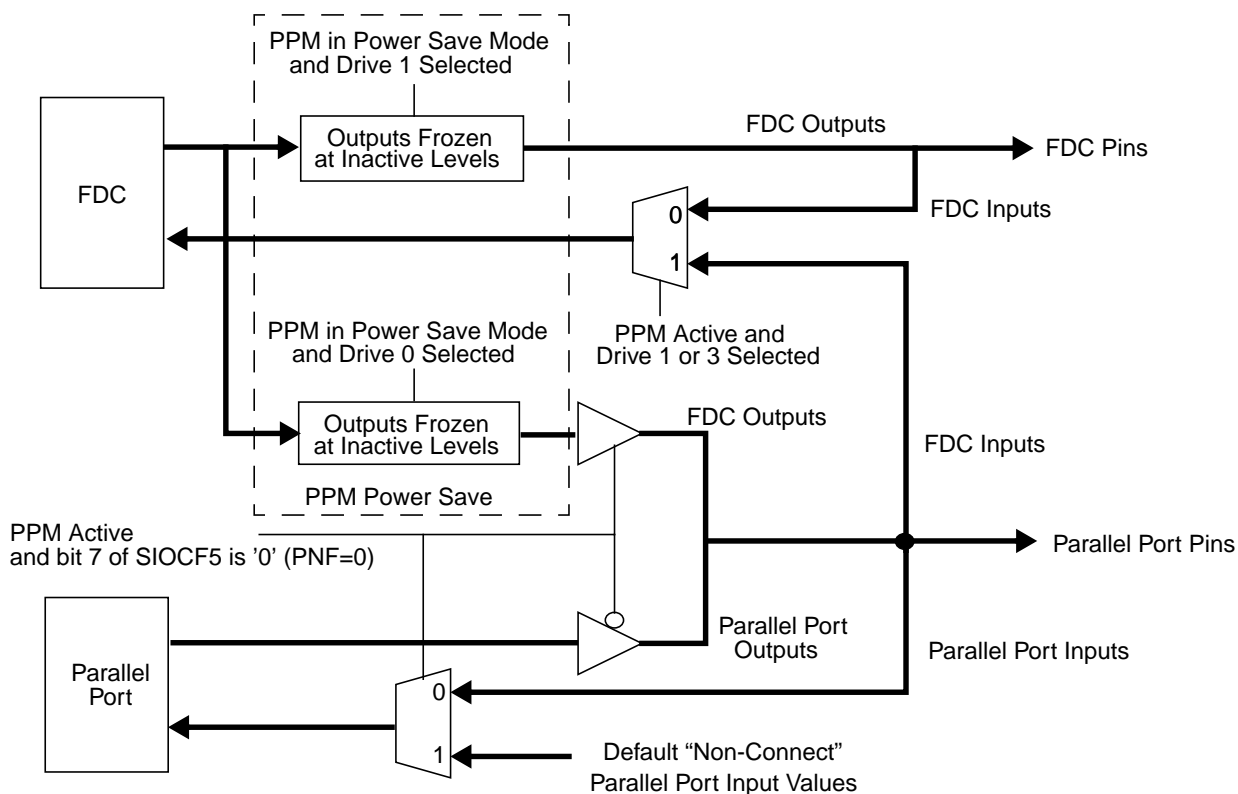 PPM in Power Save Mode
and Drive 1 Selected
FDC
Outputs Frozen
at Inactive Levels
FDC Outputs
FDC Pins
0
FDC Inputs
1
PPM Active and
Drive 1 or 3 Selected
PPM in Power Save Mode
and Drive 0 Selected
Outputs Frozen
at Inactive Levels
FDC Outputs
FDC Inputs
PPM Power Save
PPM Active
and bit 7 of SIOCF5 is ’0’ (PNF=0)
Parallel Port Pins
Parallel
Port
Parallel Port
Outputs
Parallel Port Inputs
0
1
Default “Non-Connect”
Parallel Port Input Values